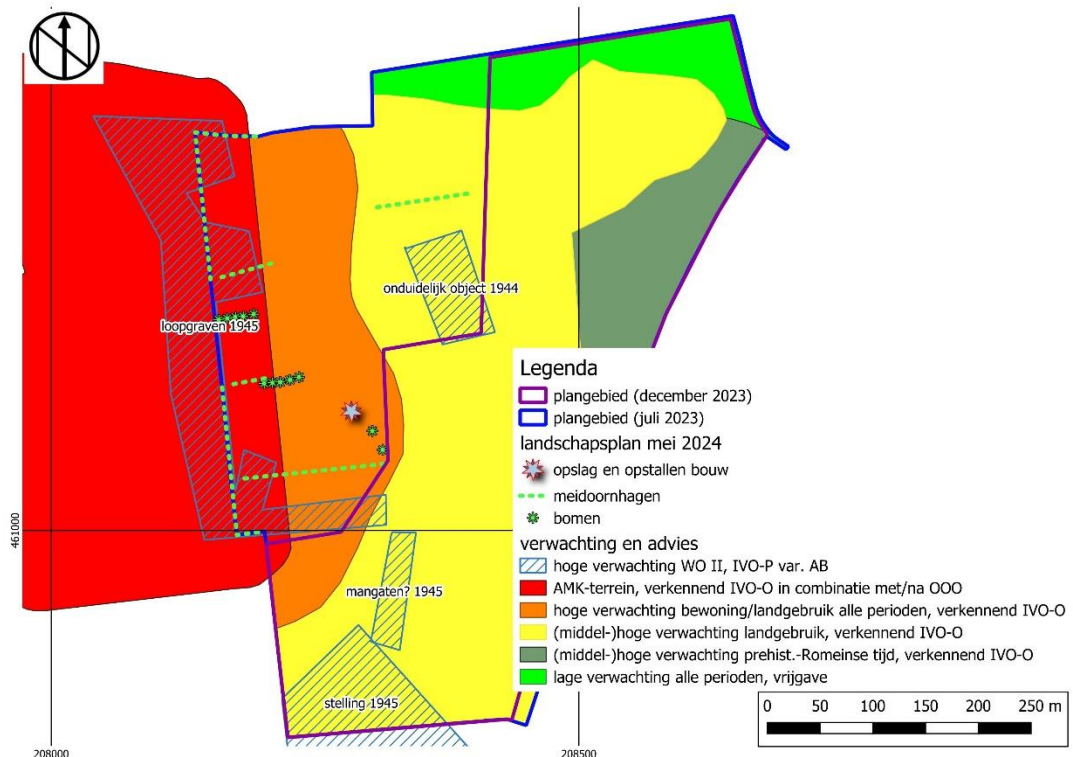 onduidelijk object 1944
loopgraven 1945
mangaten? 1945
stelling 1945
461000
208000
208500
Legenda
plangebied (december 2023)
plangebied (juli 2023)
landschapsplan mei 2024
opslag en opstallen bouw
meidoornhagen
bomen
verwachting en advies
hoge verwachting WO II, IVO-P var. AB
AMK-terrein, verkennend IVO-O in combinatie met/na OOO
hoge verwachting bewoning/landgebruik alle perioden, verkennend IVO-O
(middel-)hoge verwachting landgebruik, verkennend IVO-O
(middel-)hoge verwachting prehist.-Romeinse tijd, verkennend IVO-O
lage verwachting alle perioden, vrijgave
0 50 100 150 200 250 m